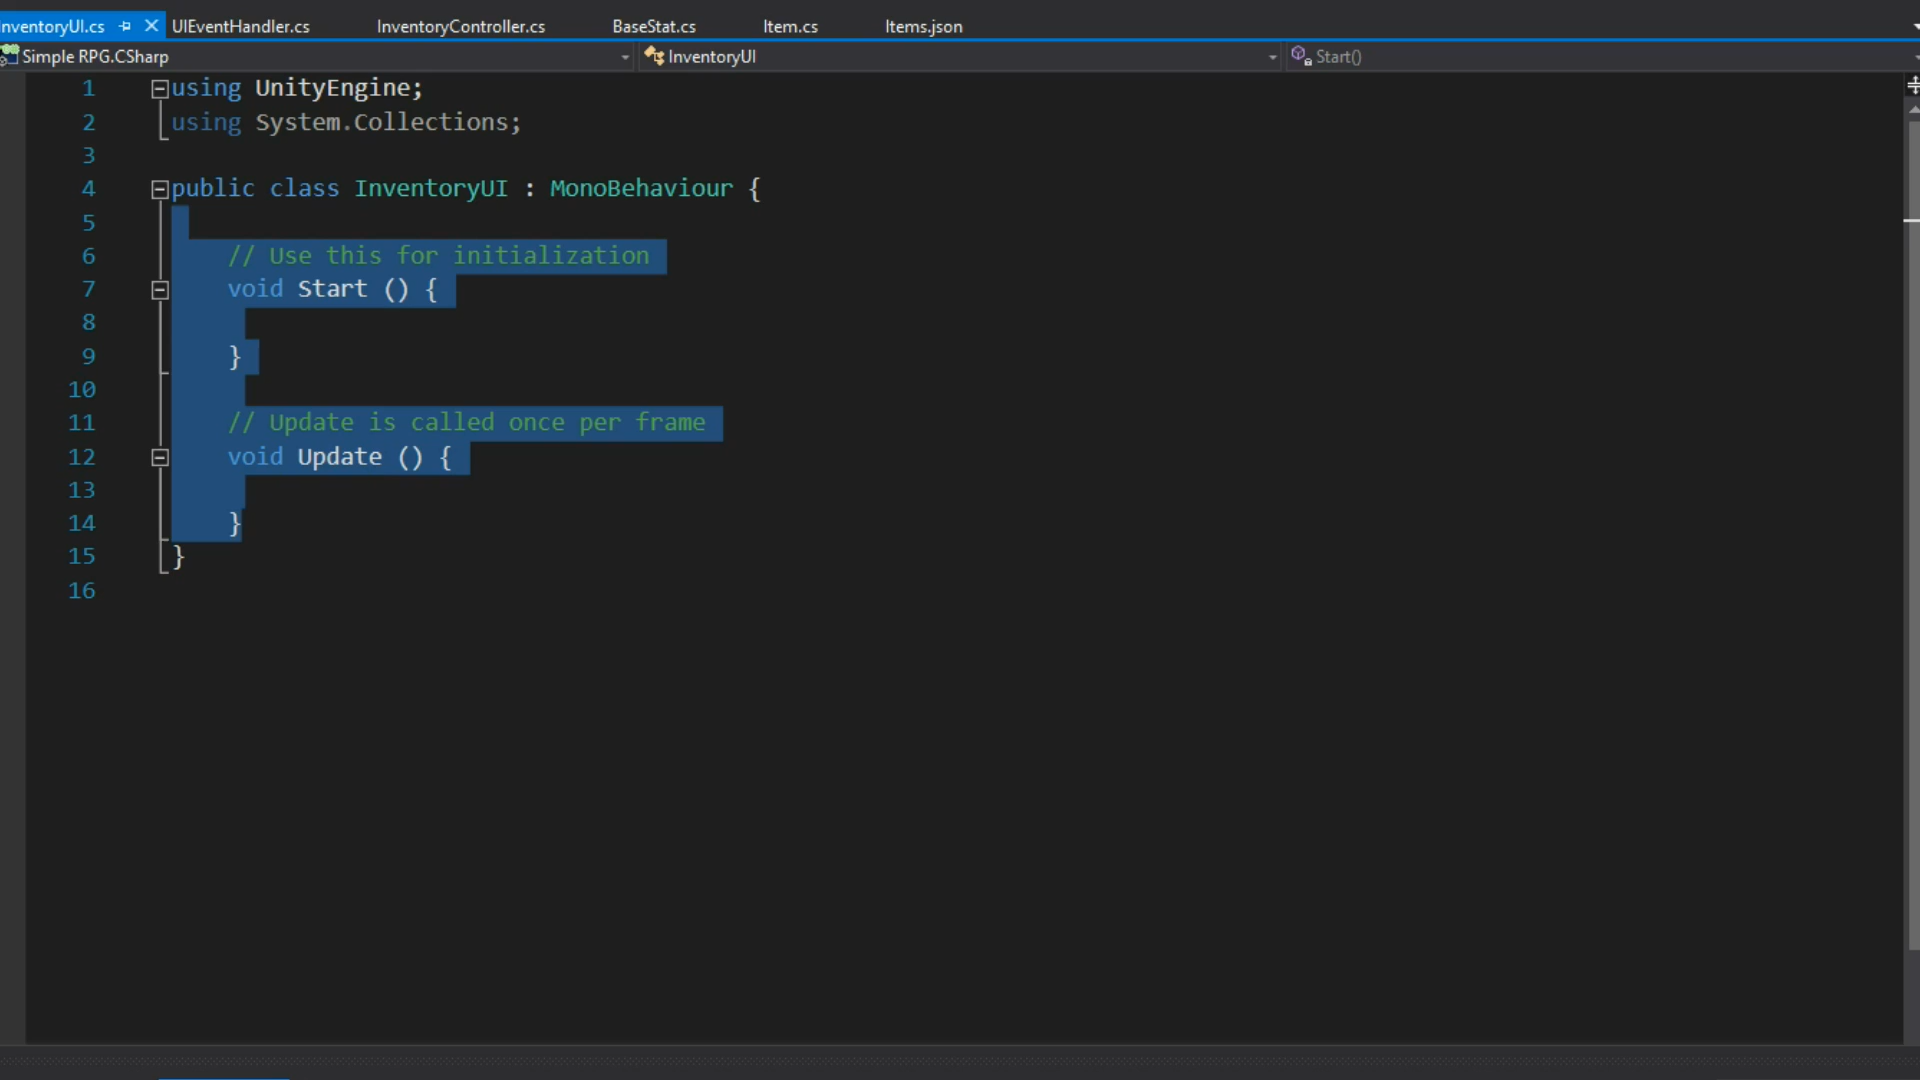 InventoryUI.cs UIEventHandler.cs InventoryController.cs BaseStat.cs Item.cs Items.json
Simple RPG.CSharp InventoryUI Start()
1 using UnityEngine;
2 using System.Collections;
3
4 public class InventoryUI : MonoBehaviour {
5
6 // Use this for initialization
7 void Start () {
8
9 }
10
11 // Update is called once per frame
12 void Update () {
13
14 }
15 }
16